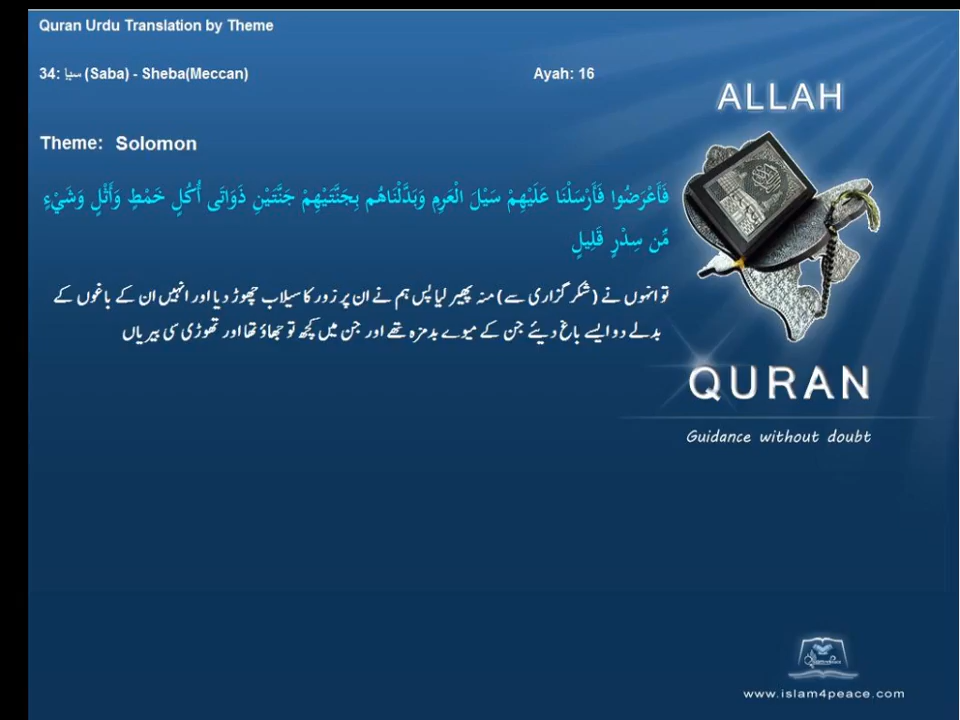 Quran Urdu Translation by Theme
34: سبا (Saba) - Sheba(Meccan) Ayah: 16
Theme: Solomon
فَأَعْرَضُوا فَأَرْسَلْنَا عَلَيْهِمْ سَيْلَ الْعَرِمِ وَبَدَّلْنَاهُم بِجَنَّتَيْهِمْ جَنَّتَيْنِ ذَوَاتَى أُكُلٍ خَمْطٍ وَأَثْلٍ وَشَيْءٍ
مِّن سِدْرٍ قَلِيلٍ
تو انہوں نے (شکر گزاری سے) منہ پھیر لیا پس ہم نے ان پر زور کا سیلاب چھوڑ دیا اور انہیں ان کے باغوں کے
بدلے دو ایسے باغ دیئے جن کے میوے بدمزہ تھے اور جن میں کچھ تو جھاؤ تھا اور تھوڑی سی بیریاں
ALLAH
QURAN
Guidance without doubt
www.islam4peace.com